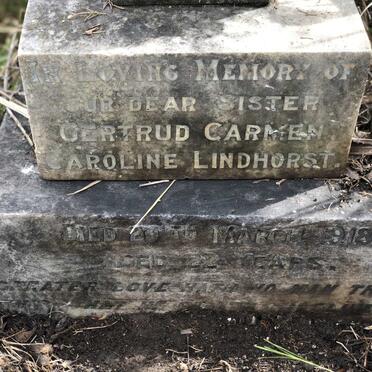 IN LOVING MEMORY OF
OUR DEAR SISTER
GERTRUD CARMEN
CAROLINE LINDHORST.
DIED TH MARCH
AGED 22 YEARS.
GREATER LOVE HATH NO MAN